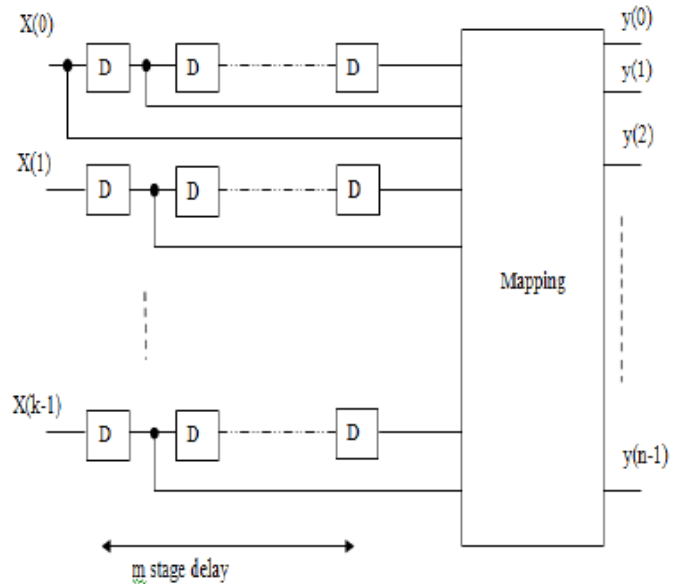 X(0)
D
D
D
y(0)
y(1)
y(2)
X(1)
D
D
D
Mapping
X(k-1)
D
D
D
y(n-1)
m stage delay